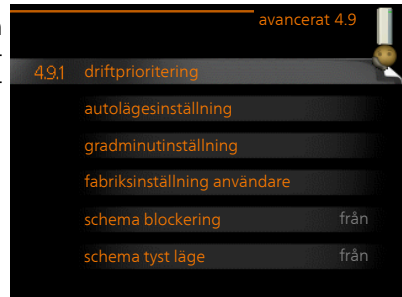 avancerat 4.9
4.9.1 driftprioritering
autolägesinställning
gradminutinställning
fabriksinställning användare
schema blockering från
schema tyst läge från